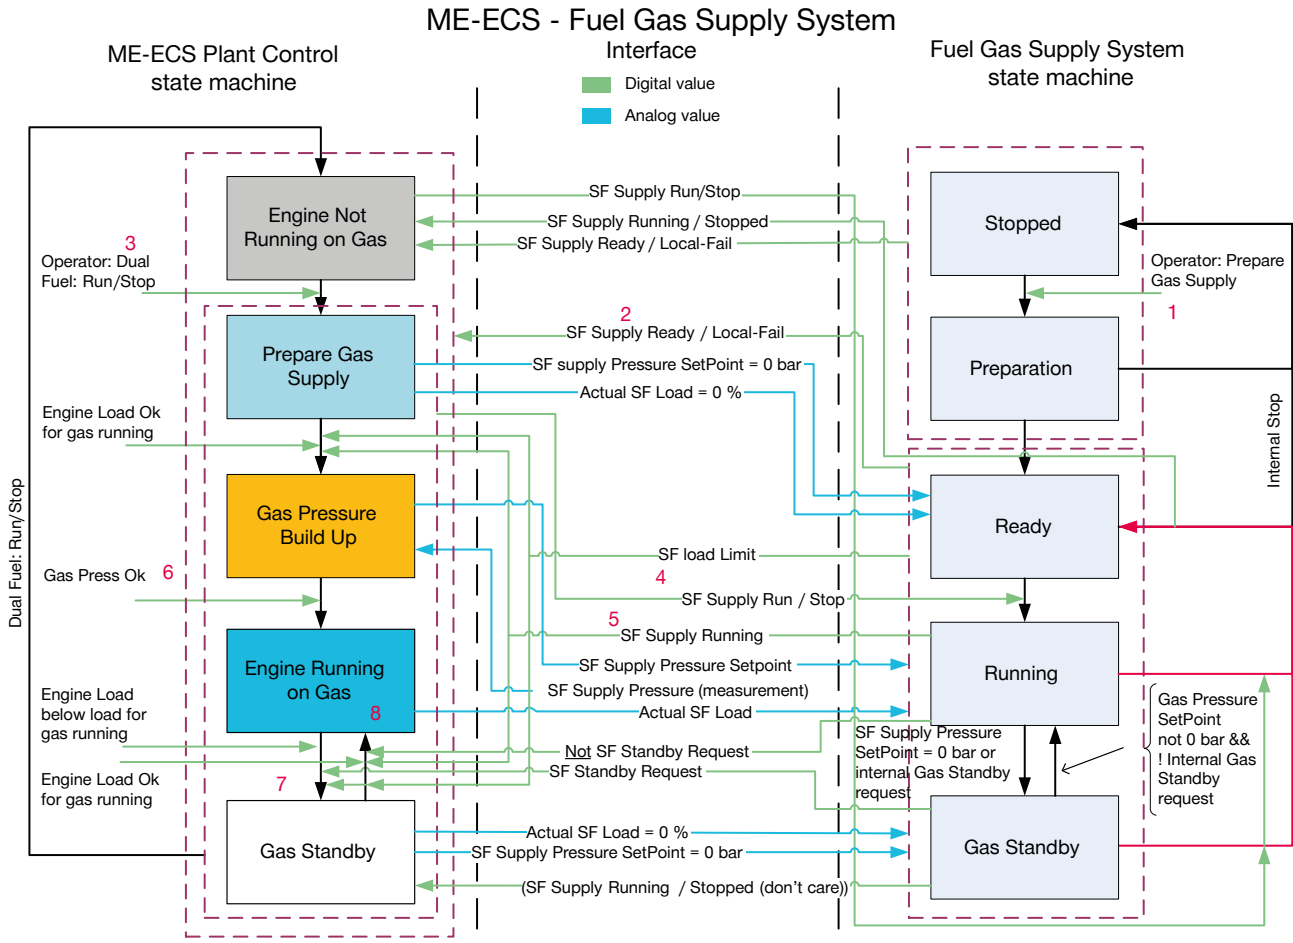 ME-ECS - Fuel Gas Supply System
ME-ECS Plant Control
state machine
Interface
Digital value
Analog value
Fuel Gas Supply System
state machine
Engine Not
Running on Gas
SF Supply Run/Stop
SF Supply Running / Stopped
SF Supply Ready / Local-Fail
Stopped
3
Operator: Dual
Fuel: Run/Stop
Operator: Prepare
Gas Supply
1
2
SF Supply Ready / Local-Fail
Prepare Gas
Supply
SF supply Pressure SetPoint = 0 bar
Actual SF Load = 0 %
Preparation
Engine Load Ok
for gas running
Internal Stop
Dual Fuel: Run/Stop
Gas Pressure
Build Up
Ready
SF load Limit
Gas Press Ok
6
4
SF Supply Run / Stop
5
SF Supply Running
Engine Running
on Gas
8
SF Supply Pressure Setpoint
SF Supply Pressure (measurement)
Actual SF Load
Running
Engine Load
below load for
gas running
Engine Load Ok
for gas running
7
Not SF Standby Request
SF Standby Request
SF Supply Pressure
SetPoint = 0 bar or
internal Gas Standby
request
Gas Pressure
SetPoint
not 0 bar &&
! Internal Gas
Standby
request
Gas Standby
Actual SF Load = 0 %
SF Supply Pressure SetPoint = 0 bar
(SF Supply Running / Stopped (don't care))
Gas Standby